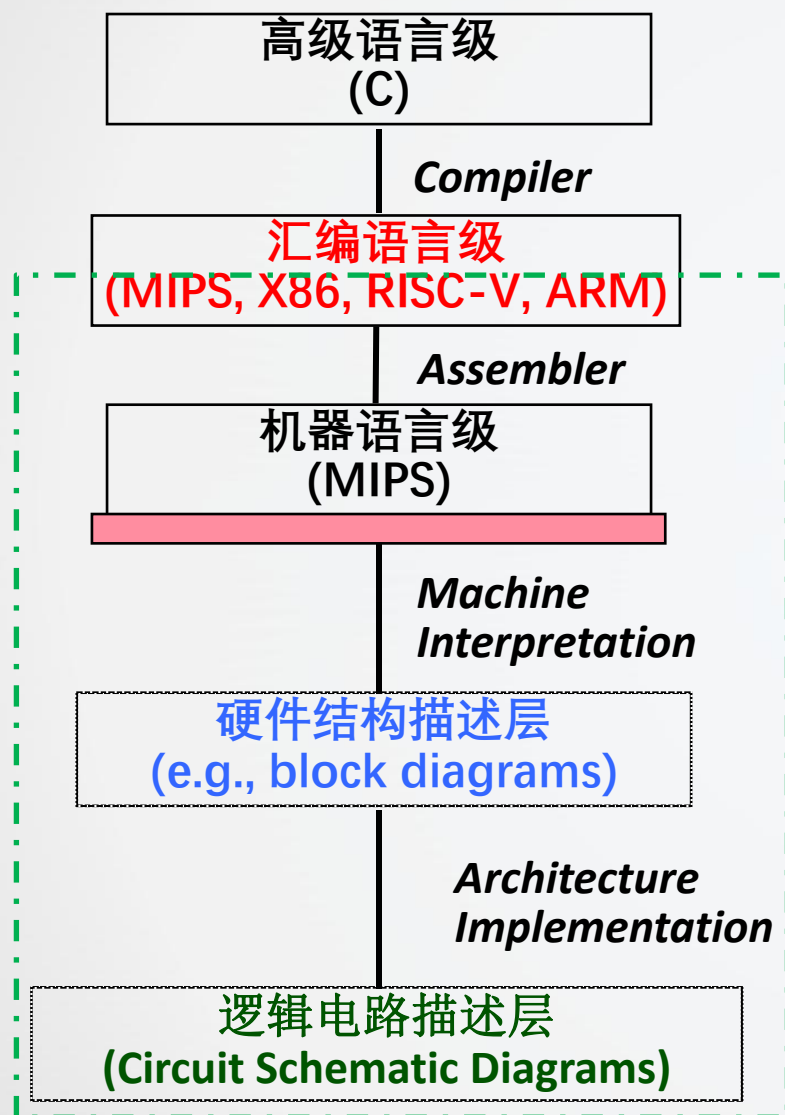 高级语言级
(C)
Compiler
汇编语言级
(MIPS, X86, RISC-V, ARM)
Assembler
机器语言级
(MIPS)
Machine
Interpretation
硬件结构描述层
(e.g., block diagrams)
Architecture
Implementation
逻辑电路描述层
(Circuit Schematic Diagrams)